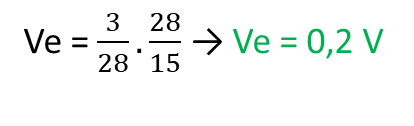 Ve = 3/28 . 28/15 → Ve = 0,2 V